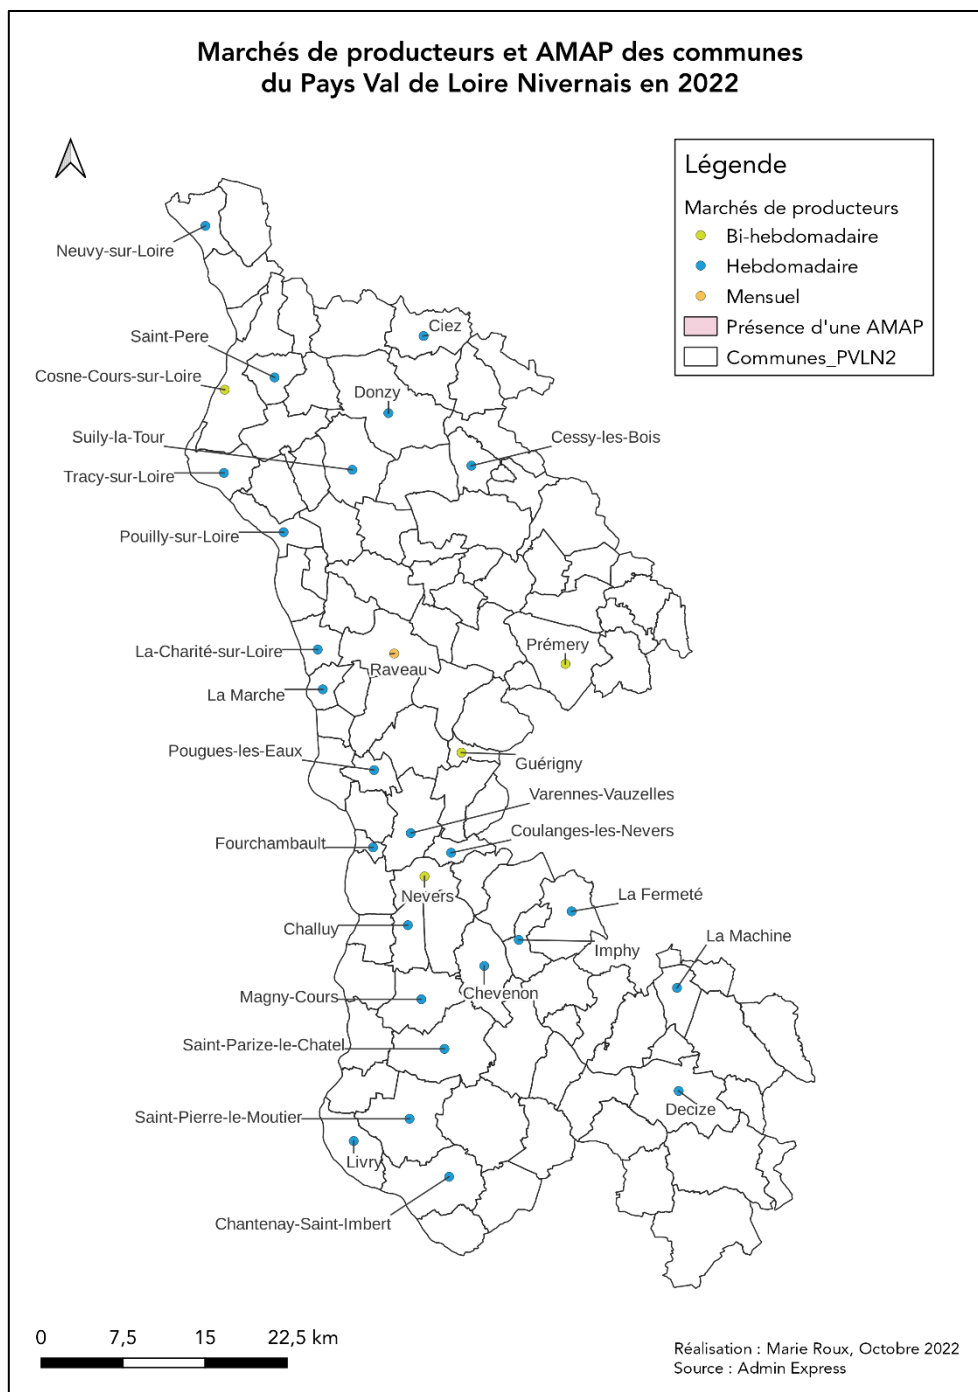 Marchés de producteurs et AMAP des communes
du Pays Val de Loire Nivernais en 2022
Légende
Marchés de producteurs
Bi-hebdomadaire
Hebdomadaire
Mensuel
Présence d'une AMAP
Communes_PVLN2
Neuvy-sur-Loire
Ciez
Saint-Pere
Cosne-Cours-sur-Loire
Donzy
Suily-la-Tour
Cessy-les-Bois
Tracy-sur-Loire
Pouilly-sur-Loire
La-Charité-sur-Loire
Prémery
Raveau
La Marche
Pougues-les-Eaux
Guérigny
Varennes-Vauzelles
Coulanges-les-Nevers
Fourchambault
Nevers
La Fermeté
Challuy
Imphy
La Machine
Chevenon
Magny-Cours
Saint-Parize-le-Chatel
Decize
Saint-Pierre-le-Moutier
Livry
Chantenay-Saint-Imbert
0 7,5 15 22,5 km
Réalisation : Marie Roux, Octobre 2022
Source : Admin Express